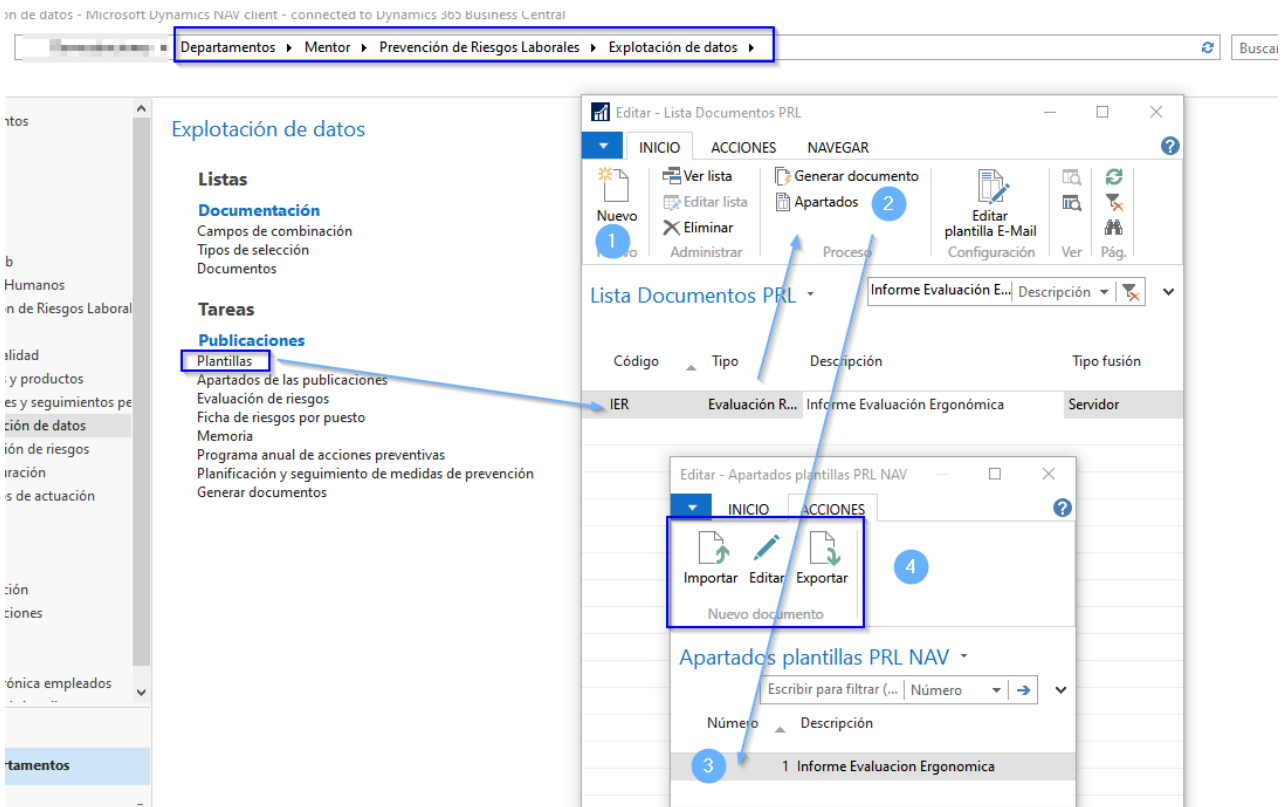 ón de datos - Microsoft Dynamics NAV client - connected to Dynamics 365 Business Central
Departamentos ▸ Mentor ▸ Prevención de Riesgos Laborales ▸ Explotación de datos ▸
Buscar
ntos
b
Humanos
n de Riesgos Laboral
alidad
s y productos
es y seguimientos pe
ción de datos
ión de riesgos
uración
s de actuación
ción
ciones
rónica empleados
rtamentos
Explotación de datos
Listas
Documentación
Campos de combinación
Tipos de selección
Documentos
Tareas
Publicaciones
Plantillas
Apartados de las publicaciones
Evaluación de riesgos
Ficha de riesgos por puesto
Memoria
Programa anual de acciones preventivas
Planificación y seguimiento de medidas de prevención
Generar documentos
Editar - Lista Documentos PRL
INICIO ACCIONES NAVEGAR
Nuevo
1
Ver lista
Editar lista
Eliminar
Administrar
Generar documento
Apartados
2
Proceso
Editar
plantilla E-Mail
Configuración
Ver
Pág.
Lista Documentos PRL
Informe Evaluación E... Descripción
Código Tipo Descripción Tipo fusión
IER Evaluación R... Informe Evaluación Ergonómica Servidor
Editar - Apartados plantillas PRL NAV
INICIO ACCIONES
Importar Editar Exportar
4
Nuevo documento
Apartados plantillas PRL NAV
Escribir para filtrar (... Número
Número Descripción
3
1 Informe Evaluacion Ergonomica